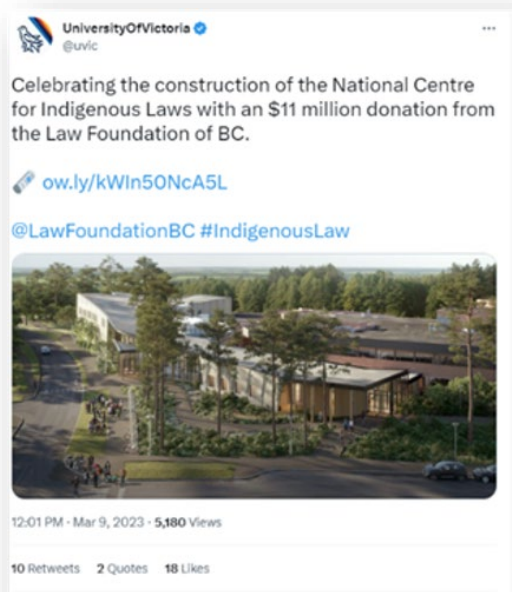 UniversityOfVictoria
@uvic
Celebrating the construction of the National Centre
for Indigenous Laws with an $11 million donation from
the Law Foundation of BC.
ow.ly/kWIn50NcA5L
@LawFoundationBC #IndigenousLaw
12:01 PM · Mar 9, 2023 · 5,180 Views
10 Retweets 2 Quotes 18 Likes